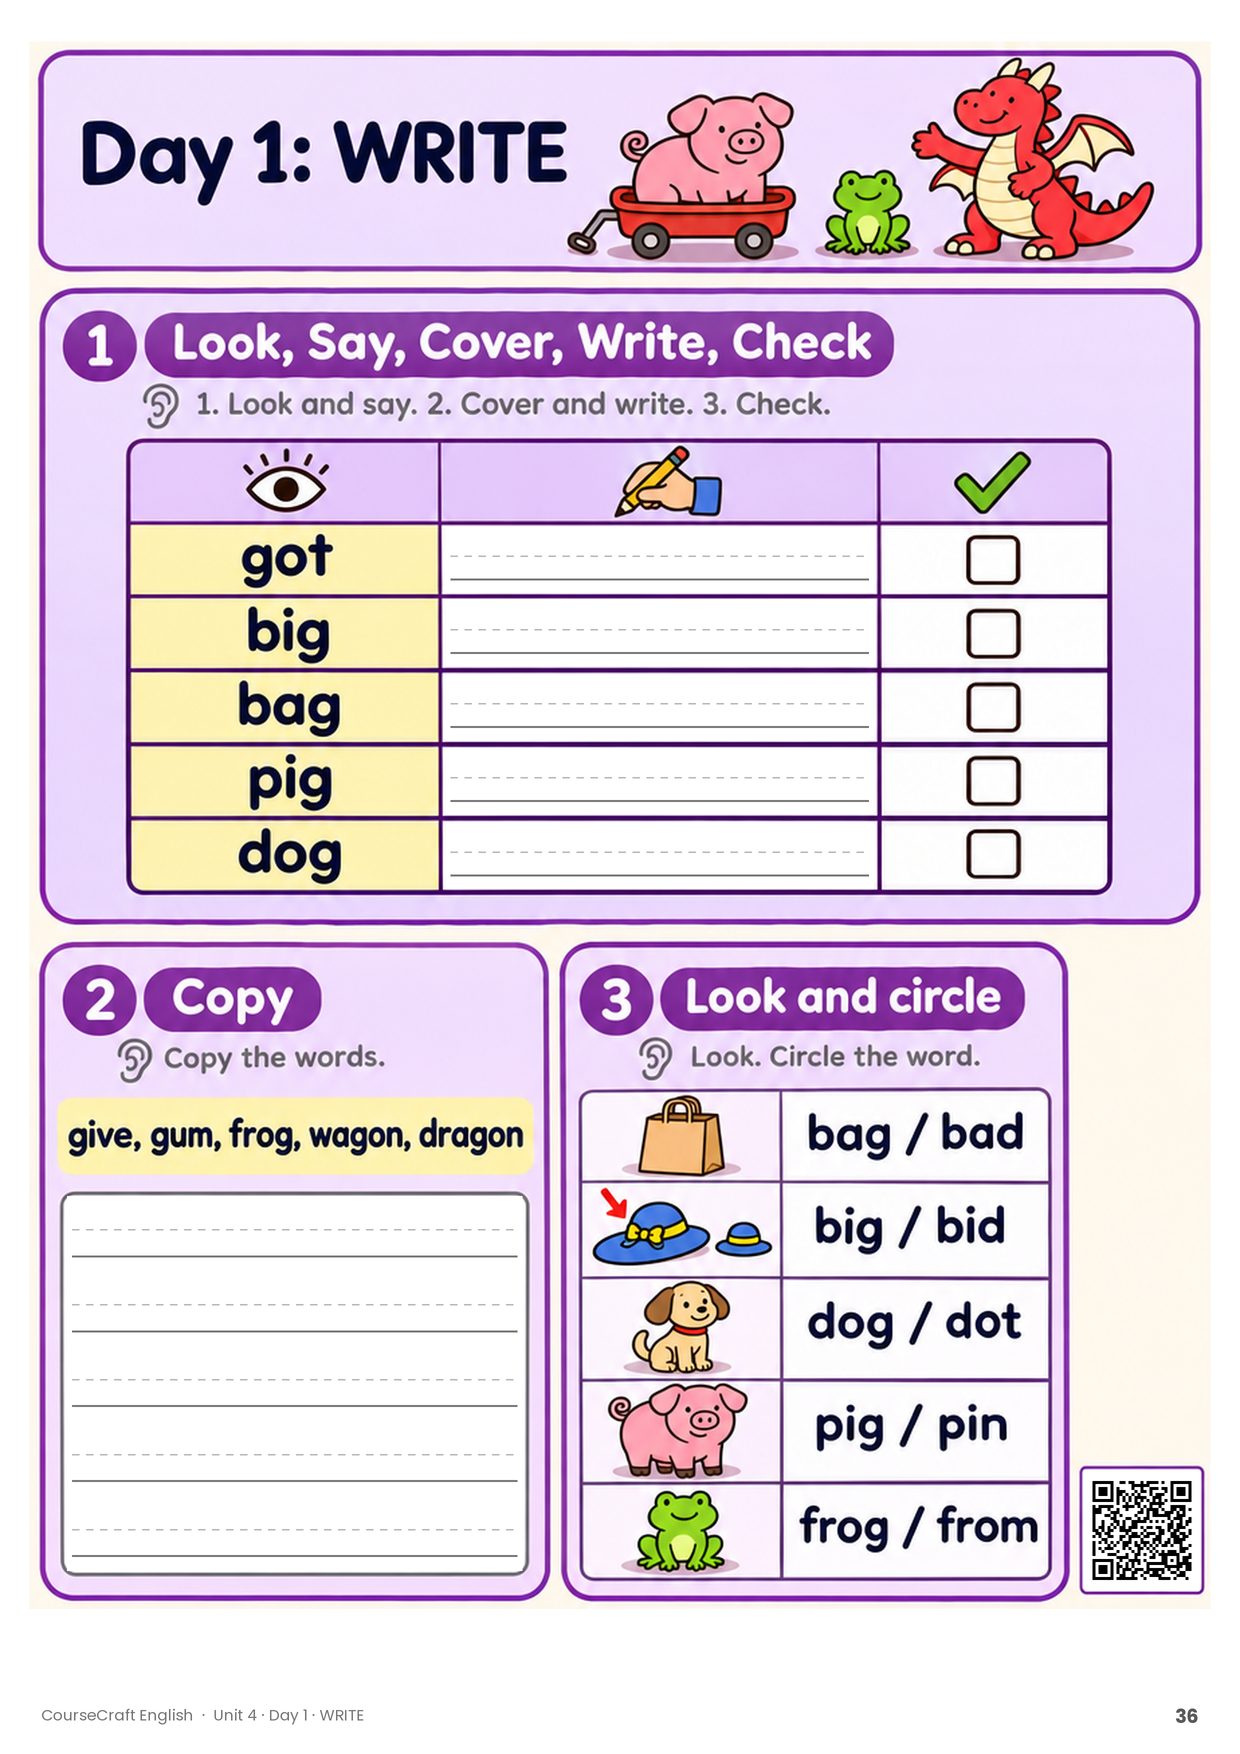 Day 1: WRITE
1 Look, Say, Cover, Write, Check
1. Look and say. 2. Cover and write. 3. Check.
got
big
bag
pig
dog
2 Copy
Copy the words.
give, gum, frog, wagon, dragon
3 Look and circle
Look. Circle the word.
bag / bad
big / bid
dog / dot
pig / pin
frog / from
CourseCraft English · Unit 4 · Day 1 · WRITE
36